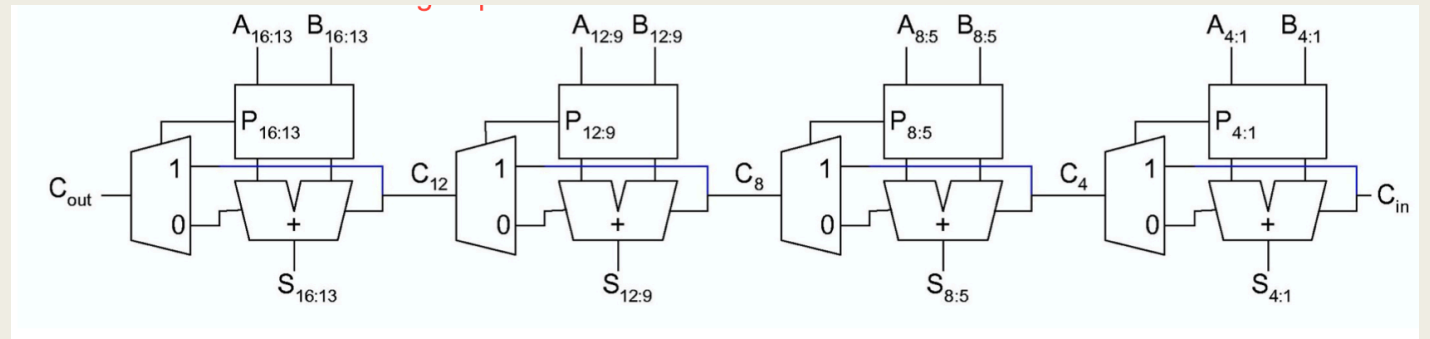 A16:13 B16:13 A12:9 B12:9 A8:5 B8:5 A4:1 B4:1
P16:13 P12:9 P8:5 P4:1
1 1 1 1
Cout C12 C8 C4 Cin
0 + 0 + 0 + 0 +
S16:13 S12:9 S8:5 S4:1